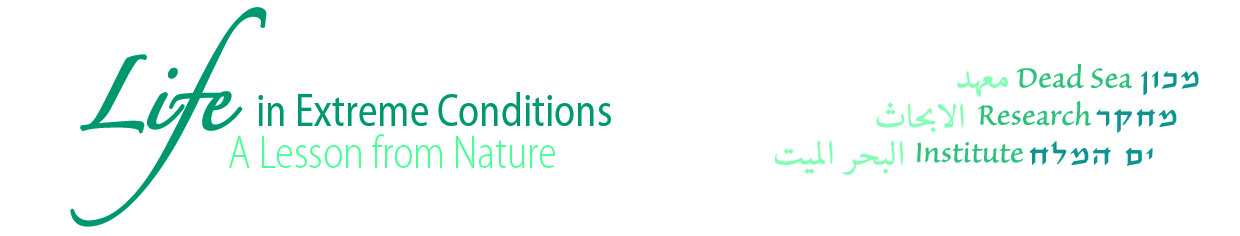 Life in Extreme Conditions
A Lesson from Nature
معهد Dead Sea מכון
الابحاث Research מחקר
البحر الميت Institute ים המלח